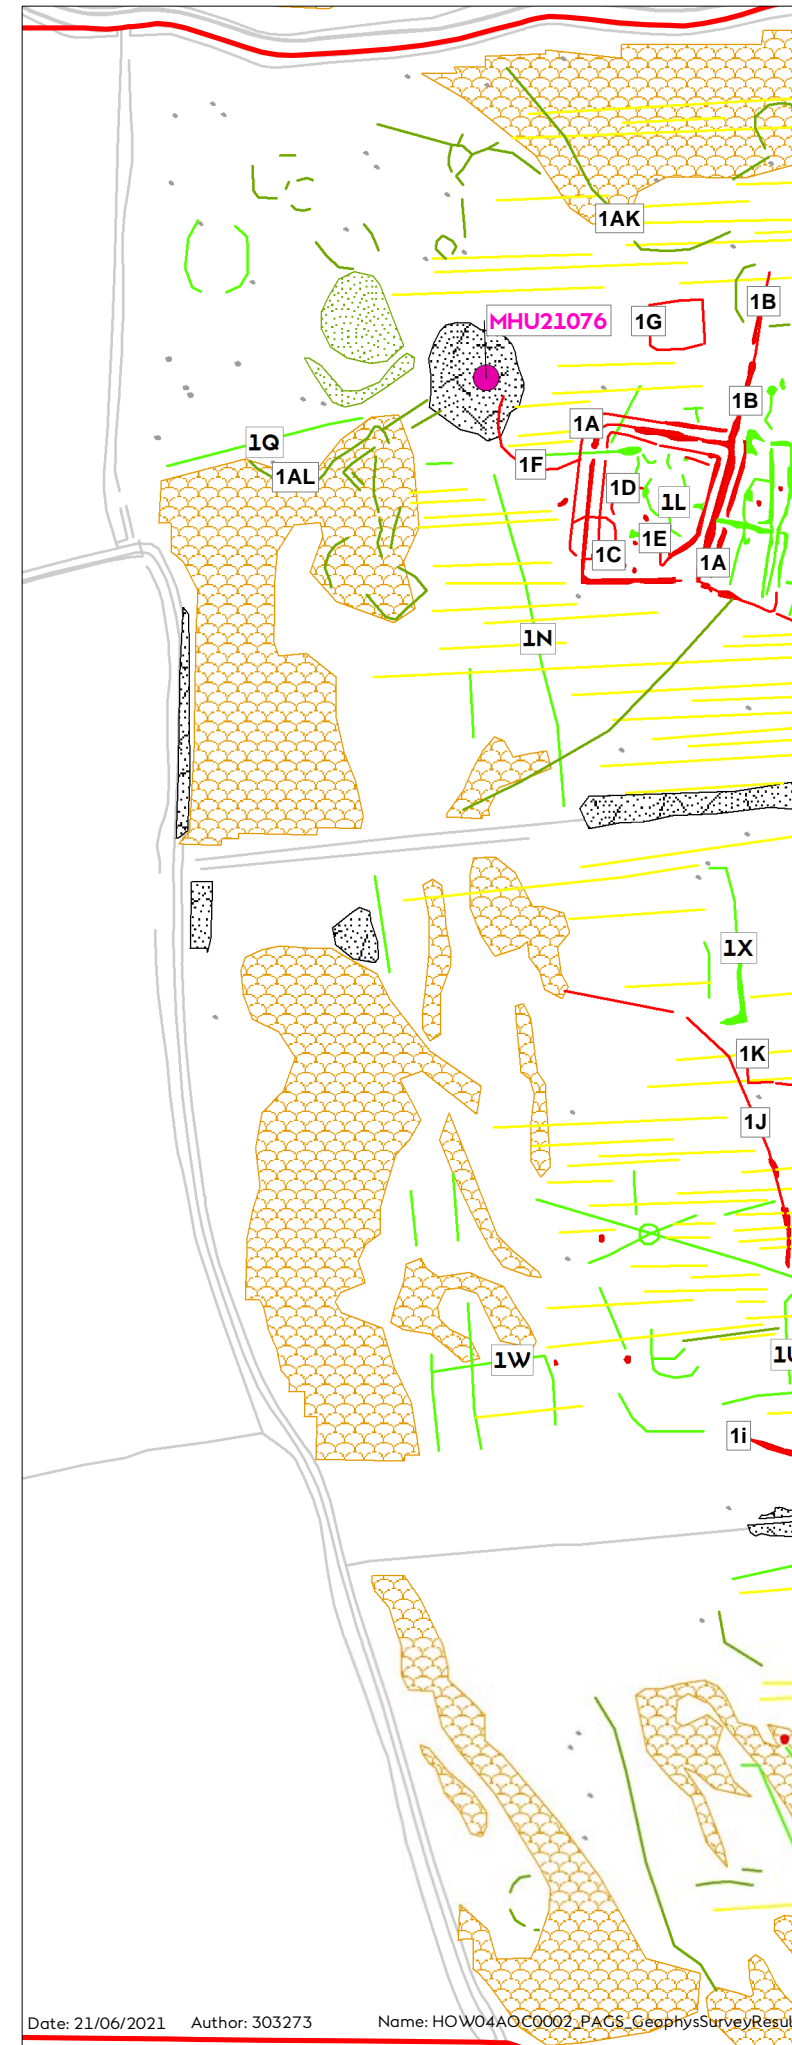 1AK
1B
MHU21076
1G
1B
1A
1Q
1F
1AL
1D
1L
1E
1C
1A
1N
1X
1K
1J
1W
1U
1i
Date: 21/06/2021 Author: 303273 Name: HOW04AOC0002_PAGS_GeophysSurveyResul